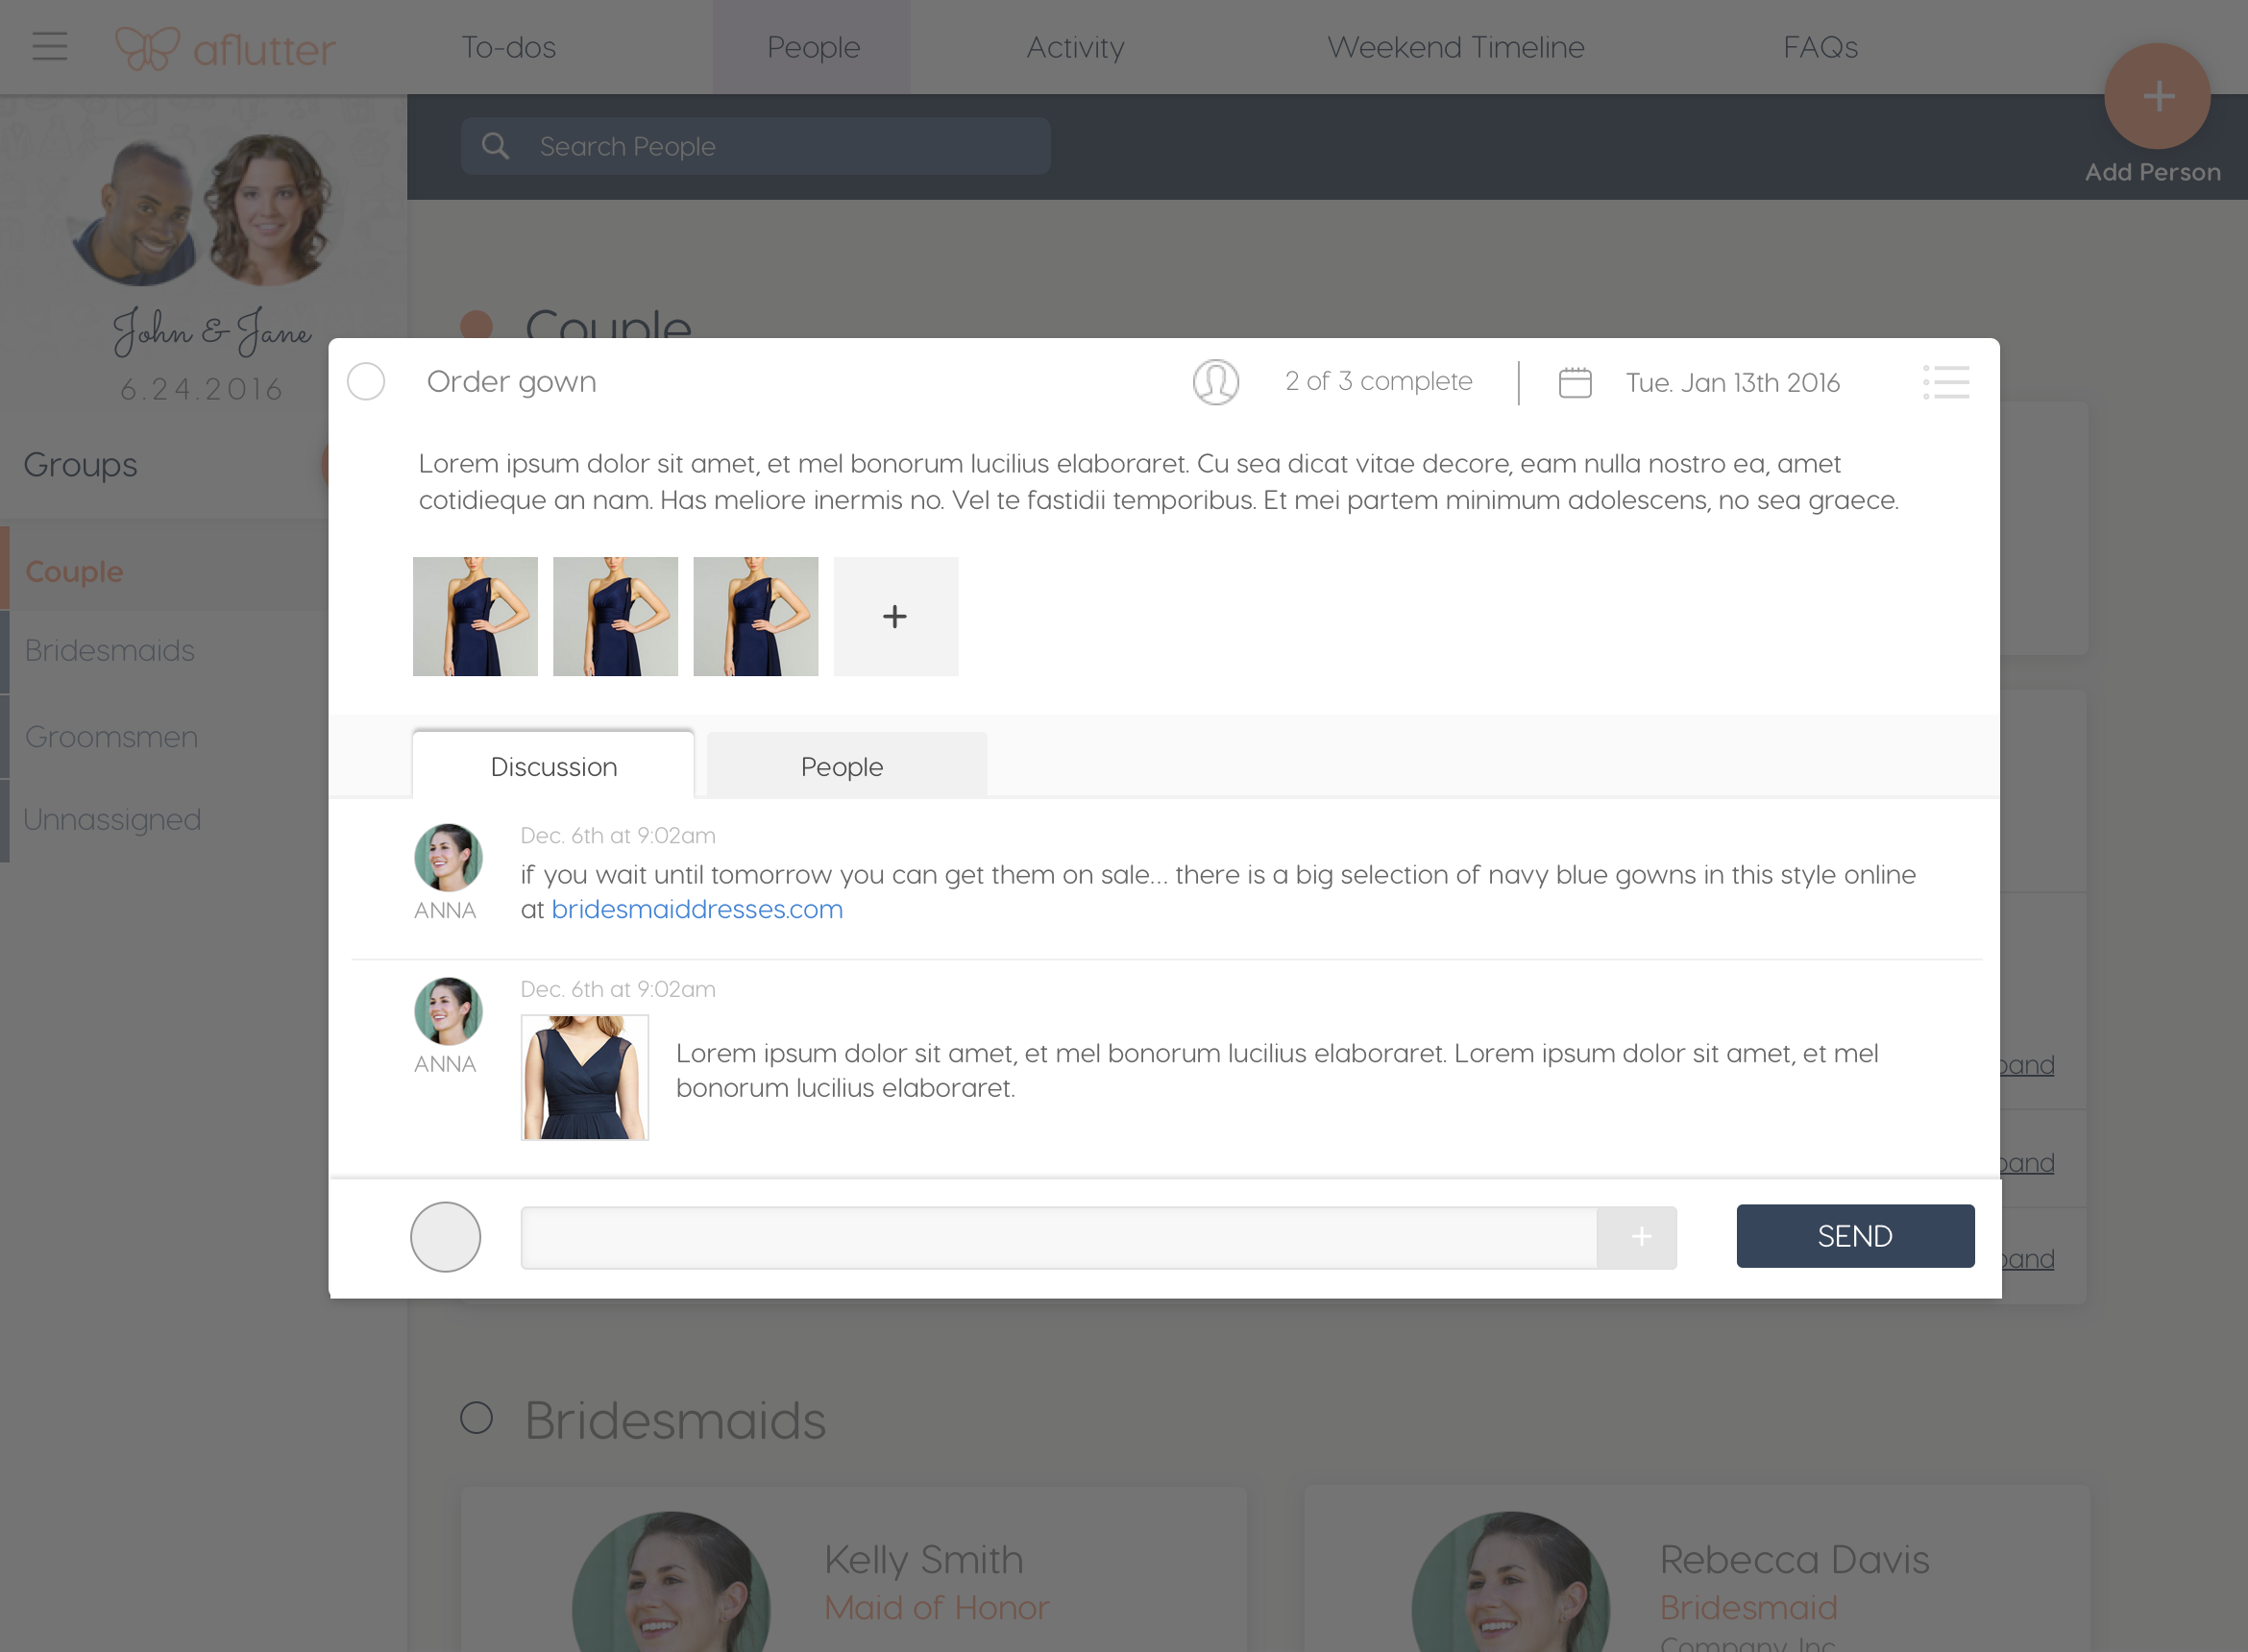 aflutter
To-dos
People
Activity
Weekend Timeline
FAQs
Search People
Add Person
John & Jane
6.24.2016
Groups
Couple
Bridesmaids
Groomsmen
Unnassigned
Couple
Order gown
2 of 3 complete
Tue. Jan 13th 2016
Lorem ipsum dolor sit amet, et mel bonorum lucilius elaboraret. Cu sea dicat vitae decore, eam nulla nostro ea, amet
cotidieque an nam. Has meliore inermis no. Vel te fastidii temporibus. Et mei partem minimum adolescens, no sea graece.
+
Discussion
People
Dec. 6th at 9:02am
if you wait until tomorrow you can get them on sale... there is a big selection of navy blue gowns in this style online
at bridesmaiddresses.com
ANNA
Dec. 6th at 9:02am
ANNA
Lorem ipsum dolor sit amet, et mel bonorum lucilius elaboraret. Lorem ipsum dolor sit amet, et mel
bonorum lucilius elaboraret.
+
SEND
Bridesmaids
Kelly Smith
Maid of Honor
Rebecca Davis
Bridesmaid
Company, Inc